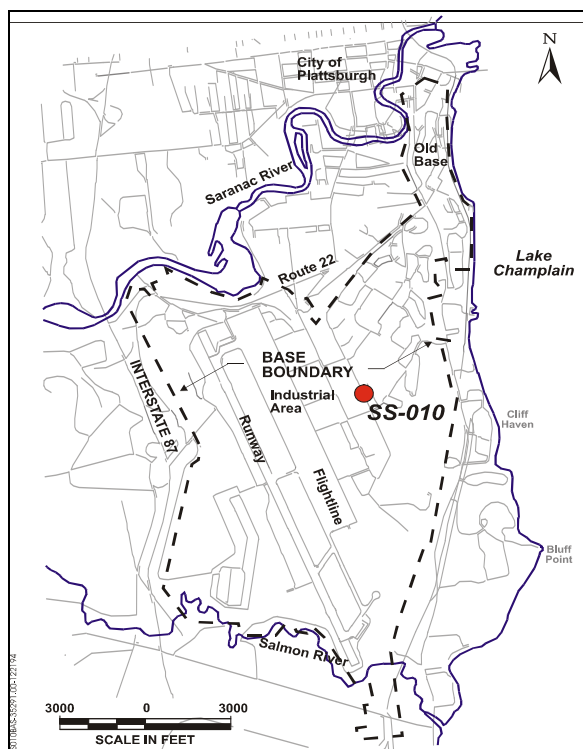 City of
Plattsburgh
N
Old
Base
Saranac River
Lake
Champlain
Route 22
BASE
BOUNDARY
INTERSTATE 87
Industrial
Area
SS-010
Runway
Cliff
Haven
Flightline
Bluff
Point
Salmon River
3000 0 3000
SCALE IN FEET